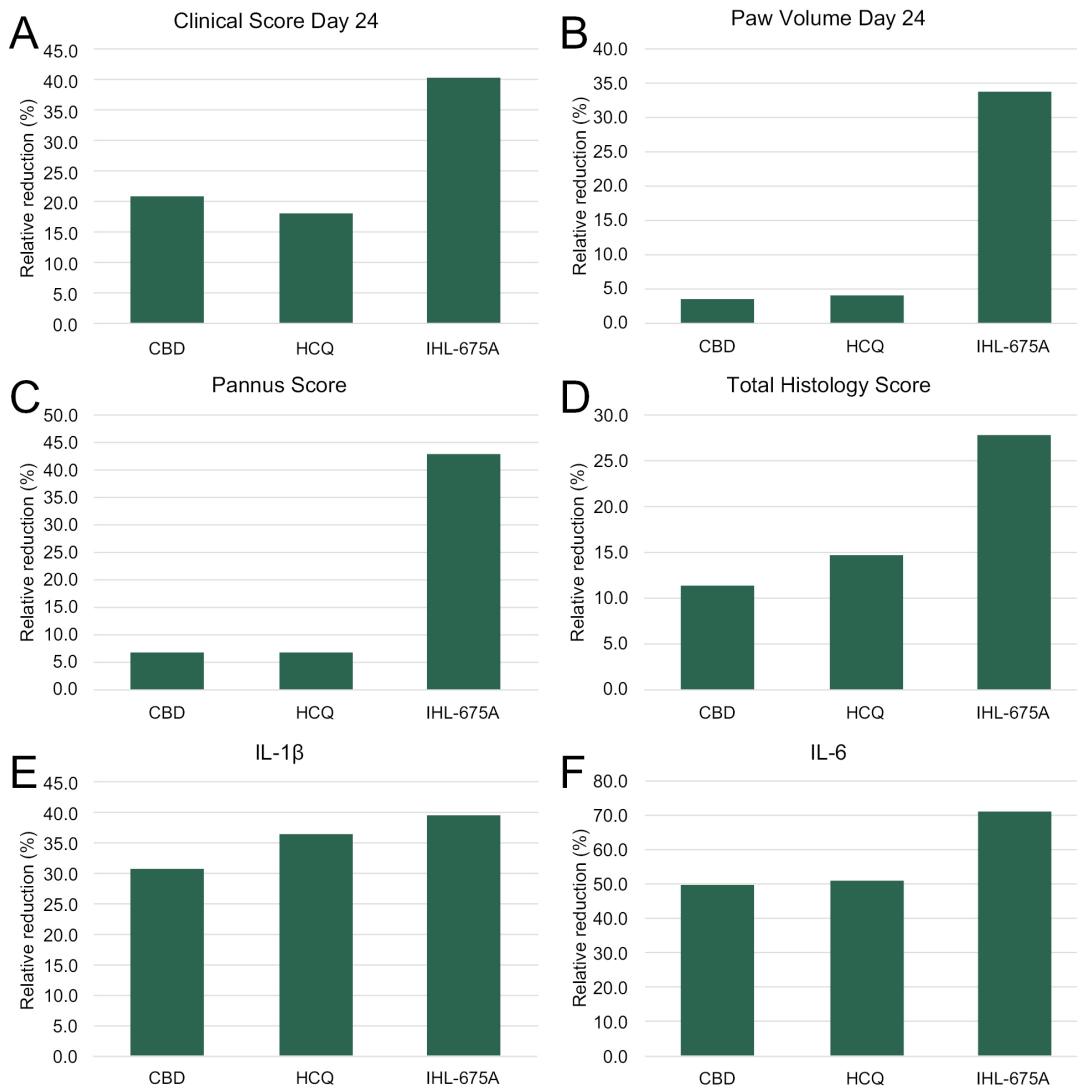 A
Clinical Score Day 24
Relative reduction (%)
45.0
40.0
35.0
30.0
25.0
20.0
15.0
10.0
5.0
0.0
CBD HCQ IHL-675A
B
Paw Volume Day 24
Relative reduction (%)
40.0
35.0
30.0
25.0
20.0
15.0
10.0
5.0
0.0
CBD HCQ IHL-675A
C
Pannus Score
Relative reduction (%)
50.0
45.0
40.0
35.0
30.0
25.0
20.0
15.0
10.0
5.0
0.0
CBD HCQ IHL-675A
D
Total Histology Score
Relative reduction (%)
30.0
25.0
20.0
15.0
10.0
5.0
0.0
CBD HCQ IHL-675A
E
IL-1β
Relative reduction (%)
45.0
40.0
35.0
30.0
25.0
20.0
15.0
10.0
5.0
0.0
CBD HCQ IHL-675A
F
IL-6
Relative reduction (%)
80.0
70.0
60.0
50.0
40.0
30.0
20.0
10.0
0.0
CBD HCQ IHL-675A